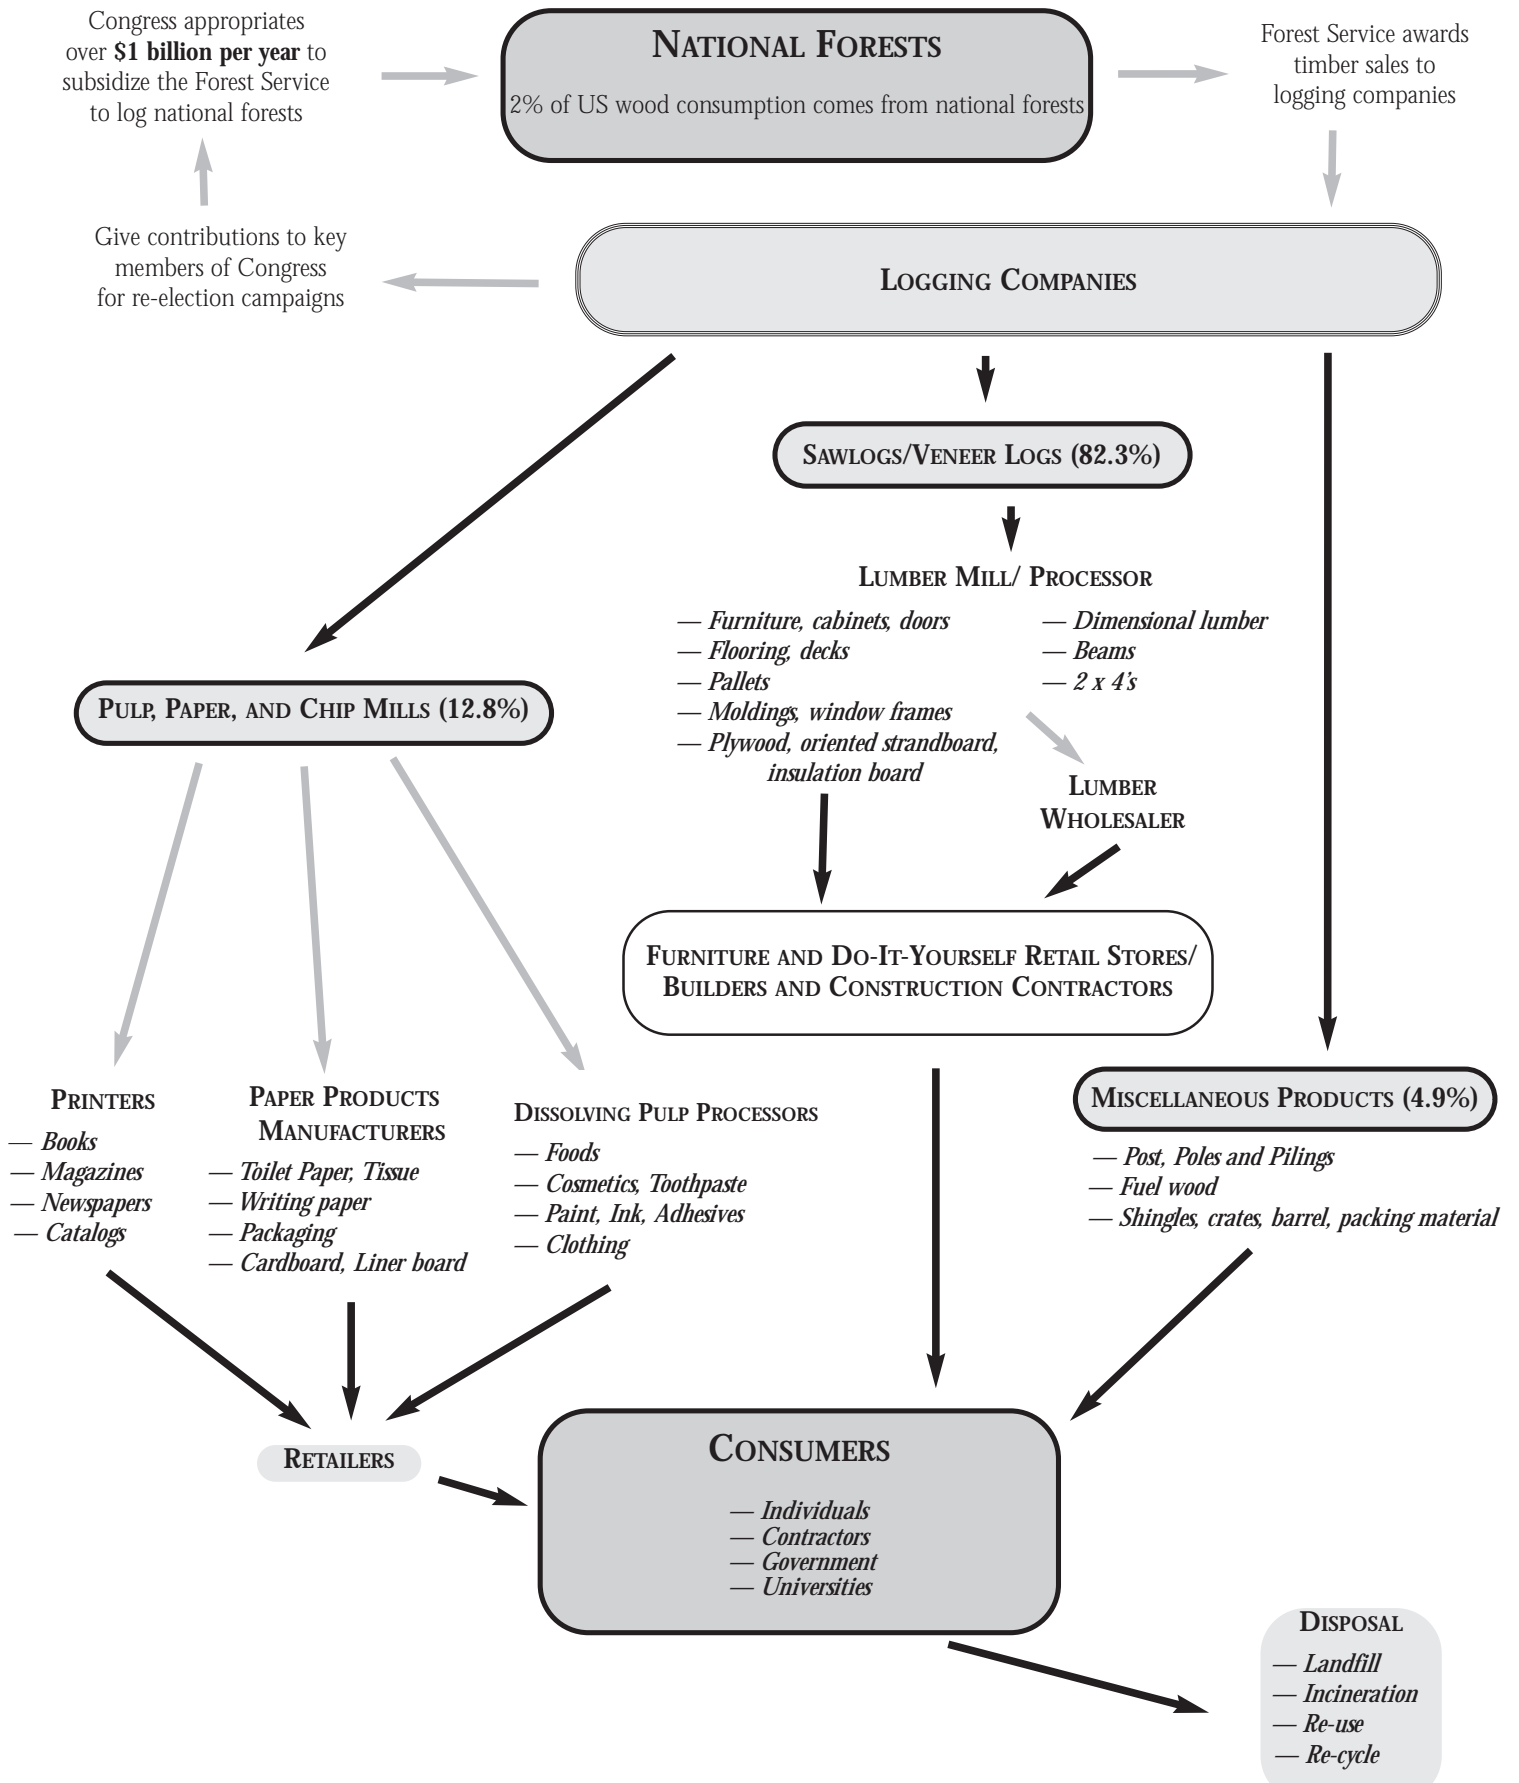 Congress appropriates
over $1 billion per year to
subsidize the Forest Service
to log national forests
NATIONAL FORESTS
2% of US wood consumption comes from national forests
Forest Service awards
timber sales to
logging companies
Give contributions to key
members of Congress
for re-election campaigns
LOGGING COMPANIES
SAWLOGS/VENEER LOGS (82.3%)
LUMBER MILL/ PROCESSOR
— Furniture, cabinets, doors
— Flooring, decks
— Pallets
— Moldings, window frames
— Plywood, oriented strandboard,
insulation board
— Dimensional lumber
— Beams
— 2 x 4's
LUMBER
WHOLESALER
PULP, PAPER, AND CHIP MILLS (12.8%)
FURNITURE AND DO-IT-YOURSELF RETAIL STORES/
BUILDERS AND CONSTRUCTION CONTRACTORS
PRINTERS
— Books
— Magazines
— Newspapers
— Catalogs
PAPER PRODUCTS
MANUFACTURERS
— Toilet Paper, Tissue
— Writing paper
— Packaging
— Cardboard, Liner board
DISSOLVING PULP PROCESSORS
— Foods
— Cosmetics, Toothpaste
— Paint, Ink, Adhesives
— Clothing
MISCELLANEOUS PRODUCTS (4.9%)
— Post, Poles and Pilings
— Fuel wood
— Shingles, crates, barrel, packing material
RETAILERS
CONSUMERS
— Individuals
— Contractors
— Government
— Universities
DISPOSAL
— Landfill
— Incineration
— Re-use
— Re-cycle